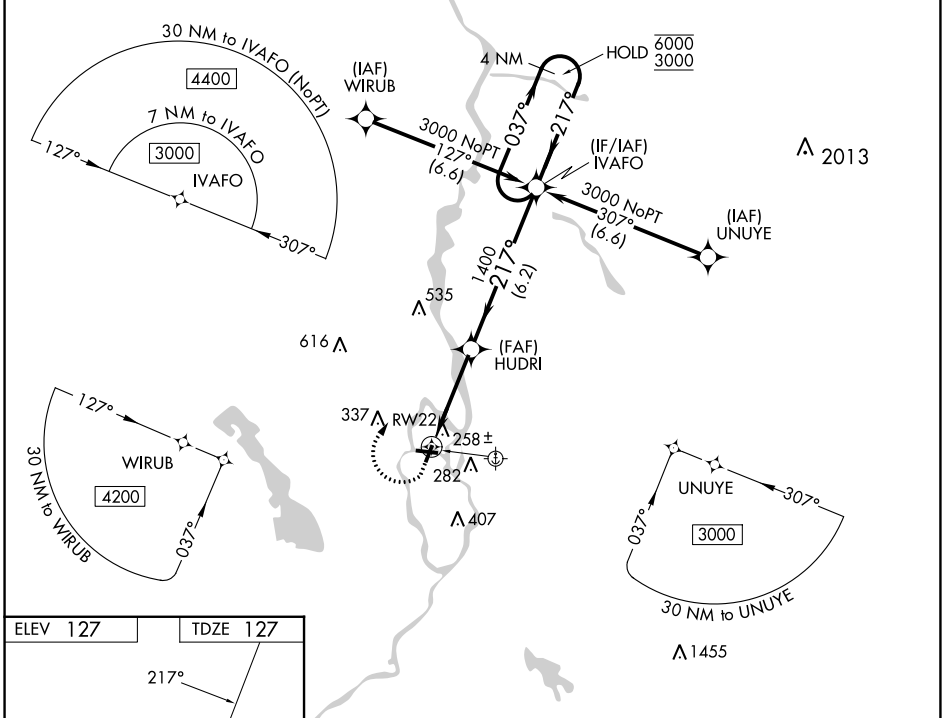 30 NM to IVAFO (NoPT)
4400
7 NM to IVAFO
3000
IVAFO
127°
307°
(IAF)
WIRUB
3000 NoPT
127°
(6.6)
4 NM
HOLD
6000
3000
037°
217°
(IF/IAF)
IVAFO
2013
3000 NoPT
307°
(6.6)
(IAF)
UNUYE
1400
217°
(6.2)
535
616
(FAF)
HUDRI
337
RW22
258±
282
407
127°
WIRUB
4200
037°
30 NM to WIRUB
UNUYE
307°
037°
3000
30 NM to UNUYE
1455
ELEV 127
TDZE 127
217°